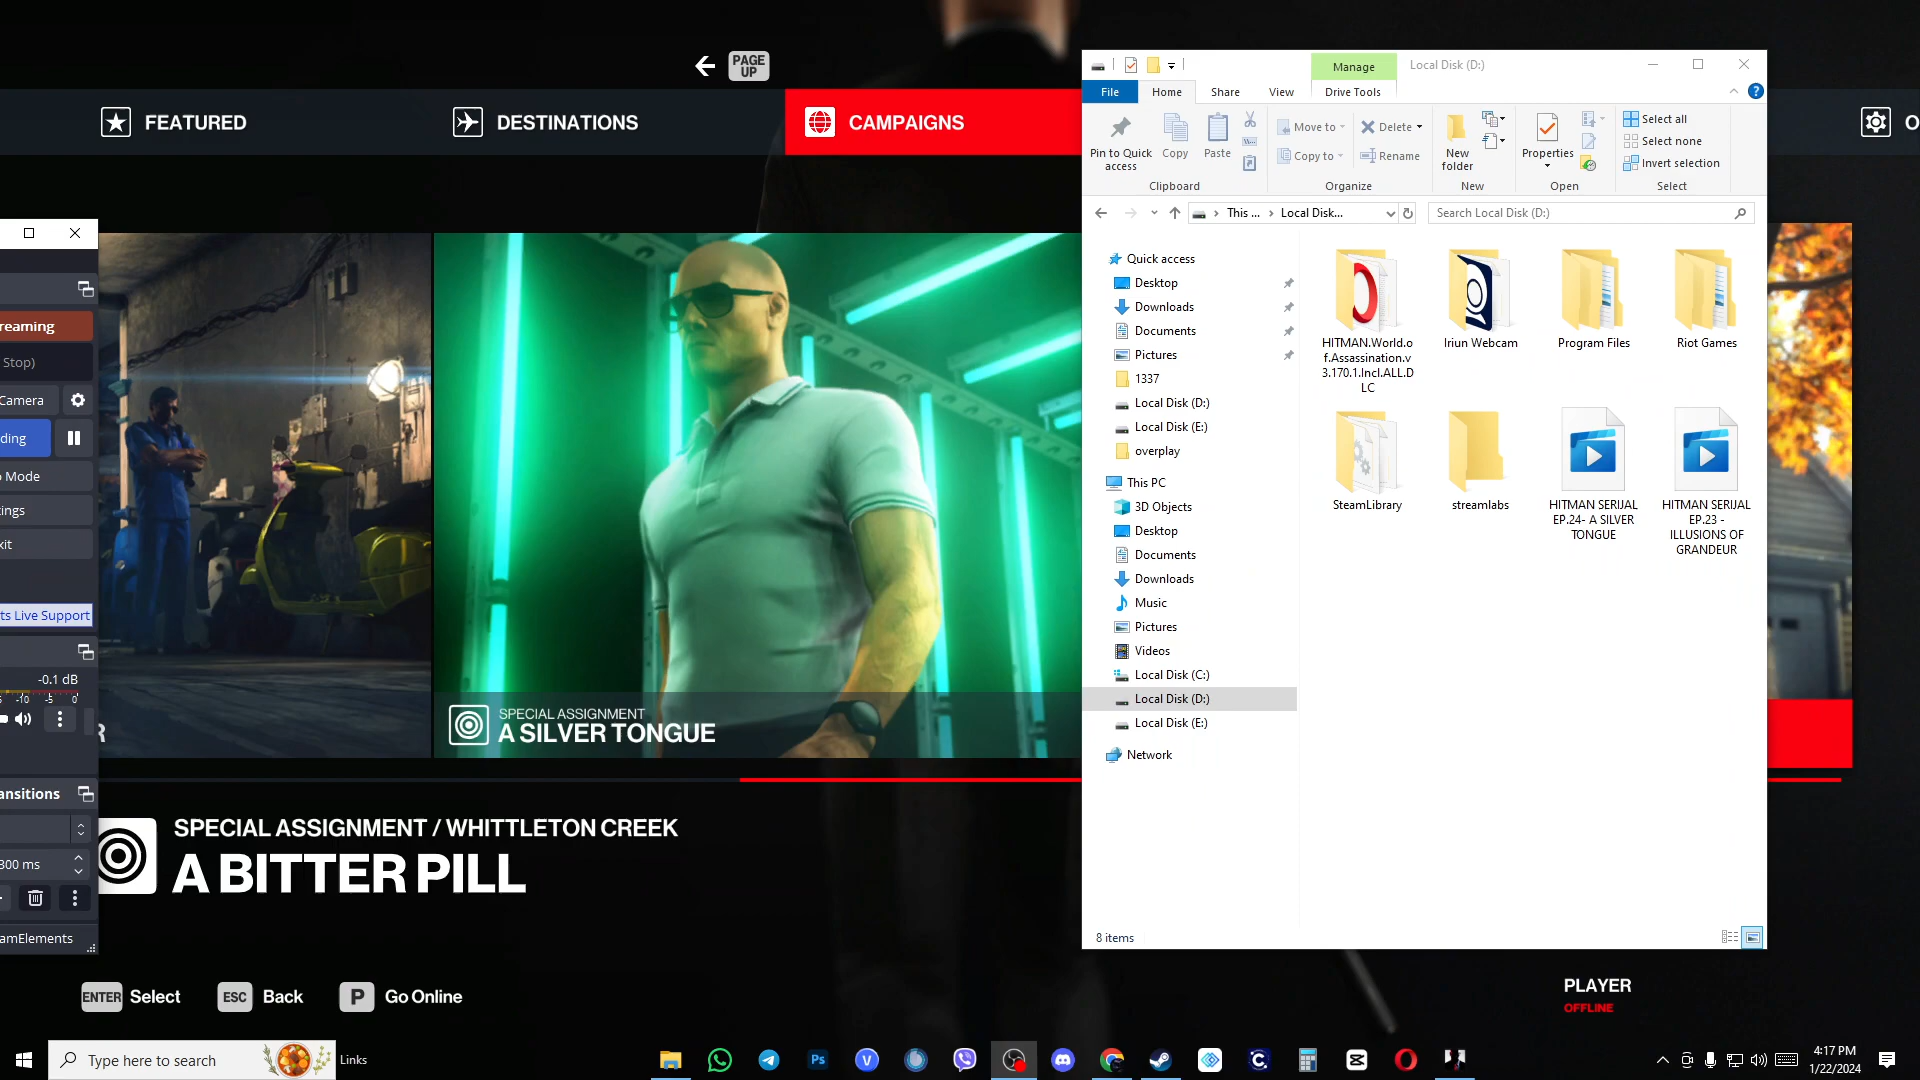 PAGE
UP
FEATURED
DESTINATIONS
CAMPAIGNS
O
reaming
Stop)
Camera
ding
o Mode
ings
xit
ts Live Support
-0.1 dB
-10 -5 0
R
ansitions
300 ms
amElements
SPECIAL ASSIGNMENT
A SILVER TONGUE
SPECIAL ASSIGNMENT / WHITTLETON CREEK
A BITTER PILL
ENTER Select
ESC Back
P Go Online
PLAYER
OFFLINE
Manage
Local Disk (D:)
File
Home
Share
View
Drive Tools
Pin to Quick
access
Copy
Paste
Clipboard
Move to
Copy to
Delete
Rename
Organize
New
folder
New
Properties
Open
Select all
Select none
Invert selection
Select
This ...
Local Disk...
Search Local Disk (D:)
Quick access
Desktop
Downloads
Documents
Pictures
1337
Local Disk (D:)
Local Disk (E:)
overplay
This PC
3D Objects
Desktop
Documents
Downloads
Music
Pictures
Videos
Local Disk (C:)
Local Disk (D:)
Local Disk (E:)
Network
HITMAN.World.o
f.Assassination.v
3.170.1.Incl.ALL.D
LC
Iriun Webcam
Program Files
Riot Games
SteamLibrary
streamlabs
HITMAN SERIJAL
EP.24- A SILVER
TONGUE
HITMAN SERIJAL
EP.23 -
ILLUSIONS OF
GRANDEUR
8 items
Type here to search
Links
Ps
4:17 PM
1/22/2024